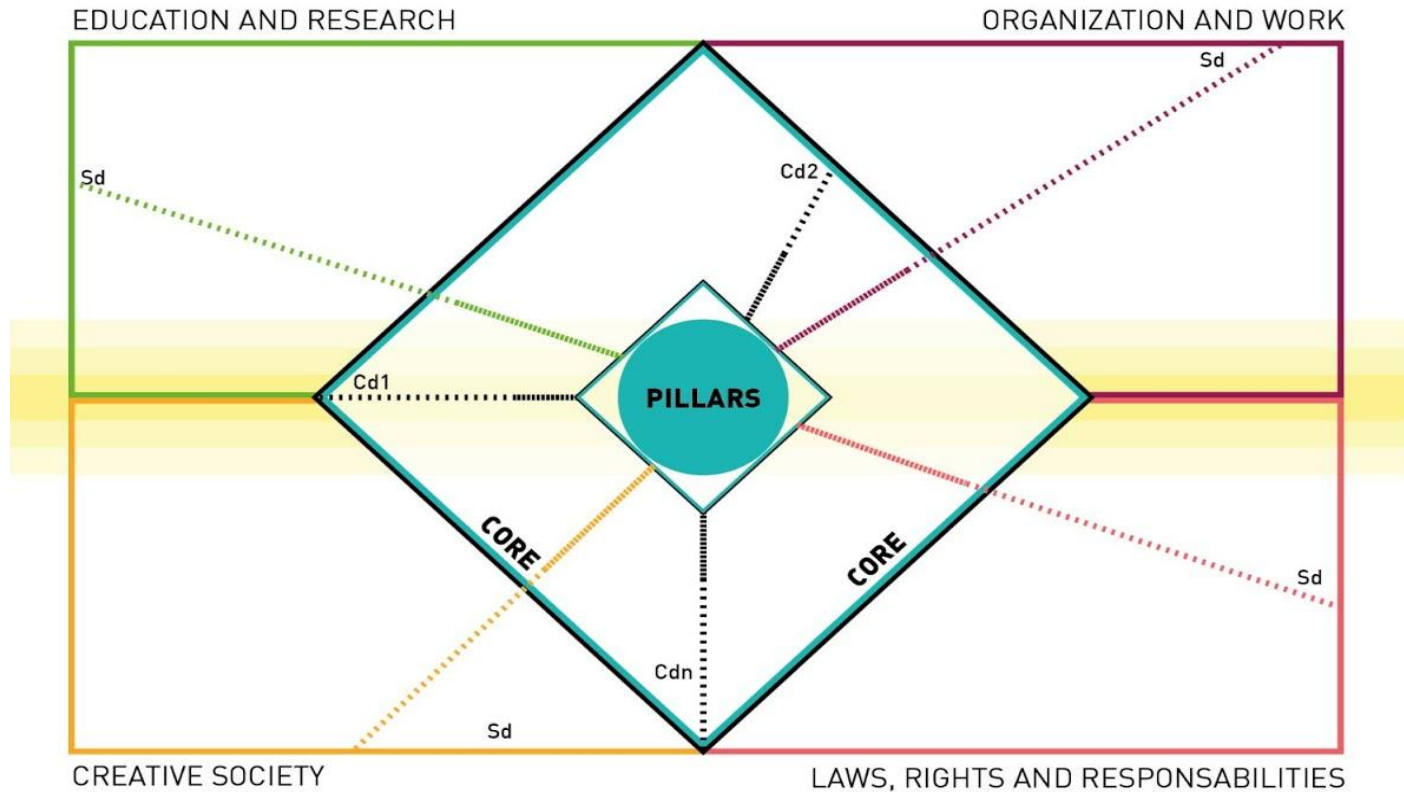 EDUCATION AND RESEARCH
ORGANIZATION AND WORK
Sd
Cd2
Sd
Cd1
PILLARS
CORE
CORE
Sd
Cdn
Sd
CREATIVE SOCIETY
LAWS, RIGHTS AND RESPONSABILITIES